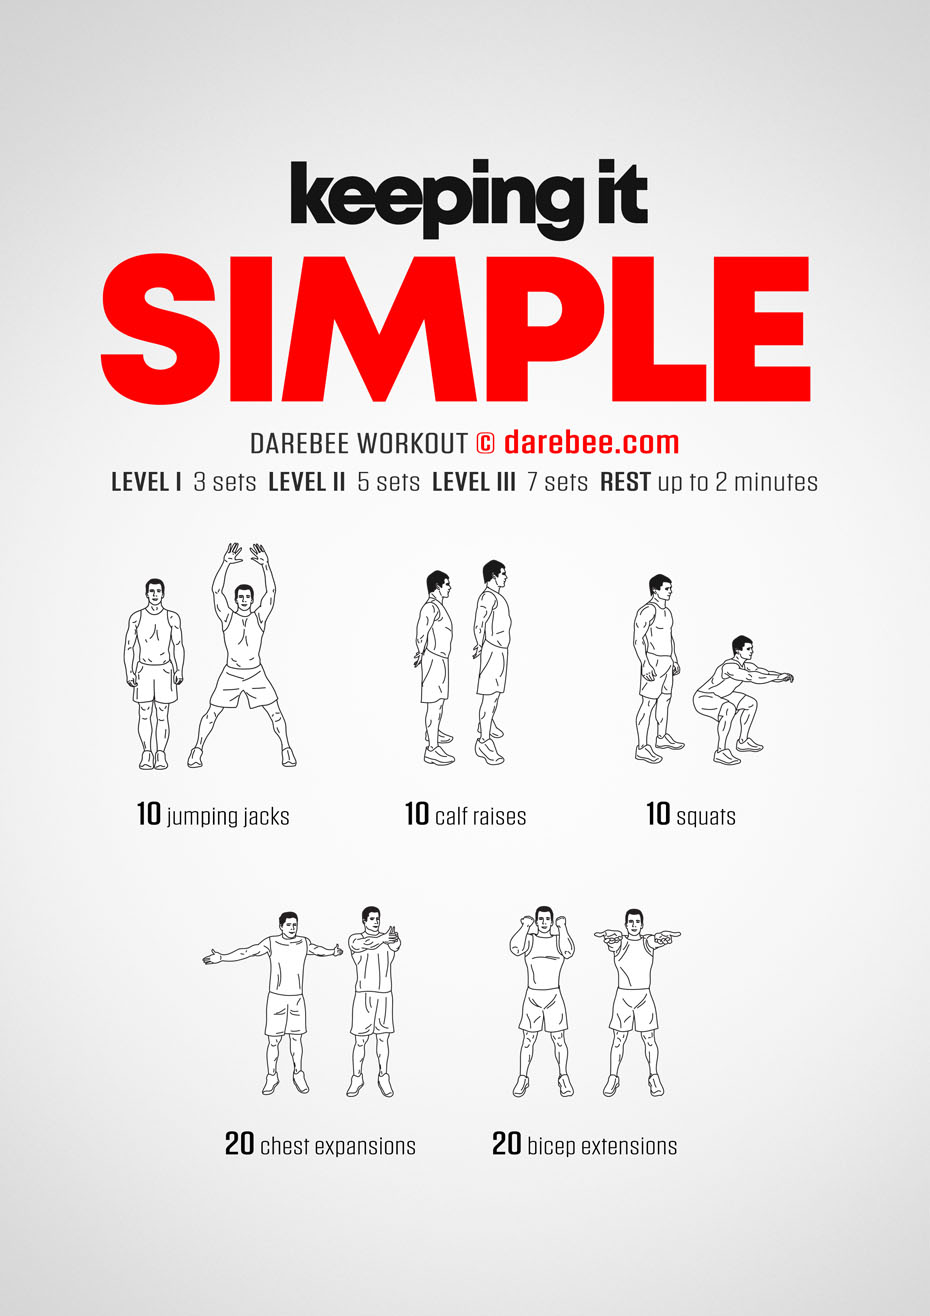 keeping it
SIMPLE
DAREBEE WORKOUT © darebee.com
LEVEL I 3 sets LEVEL II 5 sets LEVEL III 7 sets REST up to 2 minutes
10 jumping jacks
10 calf raises
10 squats
20 chest expansions
20 bicep extensions